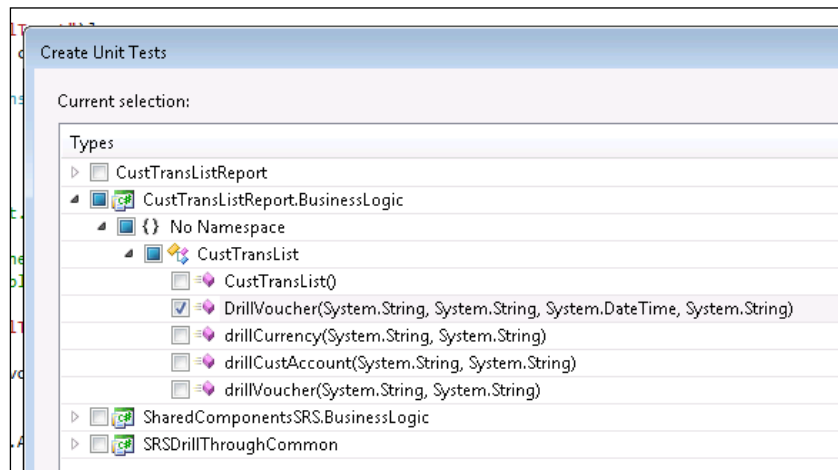 Create Unit Tests
Current selection:
Types
CustTransListReport
CustTransListReport.BusinessLogic
{} No Namespace
CustTransList
CustTransList()
DrillVoucher(System.String, System.String, System.DateTime, System.String)
drillCurrency(System.String, System.String)
drillCustAccount(System.String, System.String)
drillVoucher(System.String, System.String)
SharedComponentsSRS.BusinessLogic
SRSDrillThroughCommon